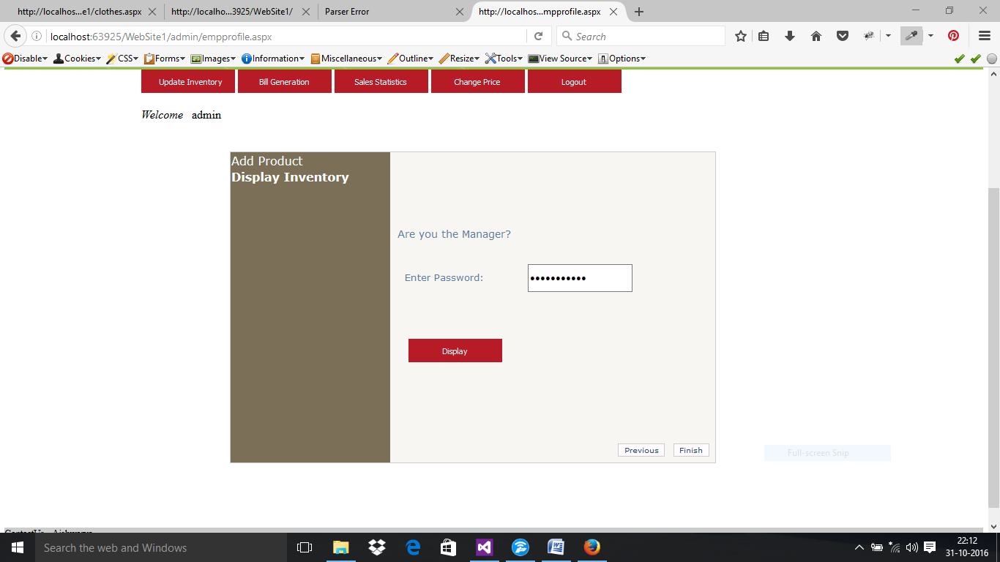 http://localhos...e1/clothes.aspx
http://localho...3925/WebSite1/
Parser Error
http://localhos...mpprofile.aspx
localhost:63925/WebSite1/admin/empprofile.aspx
Search
Disable Cookies CSS Forms Images Information Miscellaneous Outline Resize Tools View Source Options
Update Inventory
Bill Generation
Sales Statistics
Change Price
Logout
Welcome admin
Add Product
Display Inventory
Are you the Manager?
Enter Password:
Display
Previous
Finish
Full-screen Snip
Search the web and Windows
22:12
31-10-2016